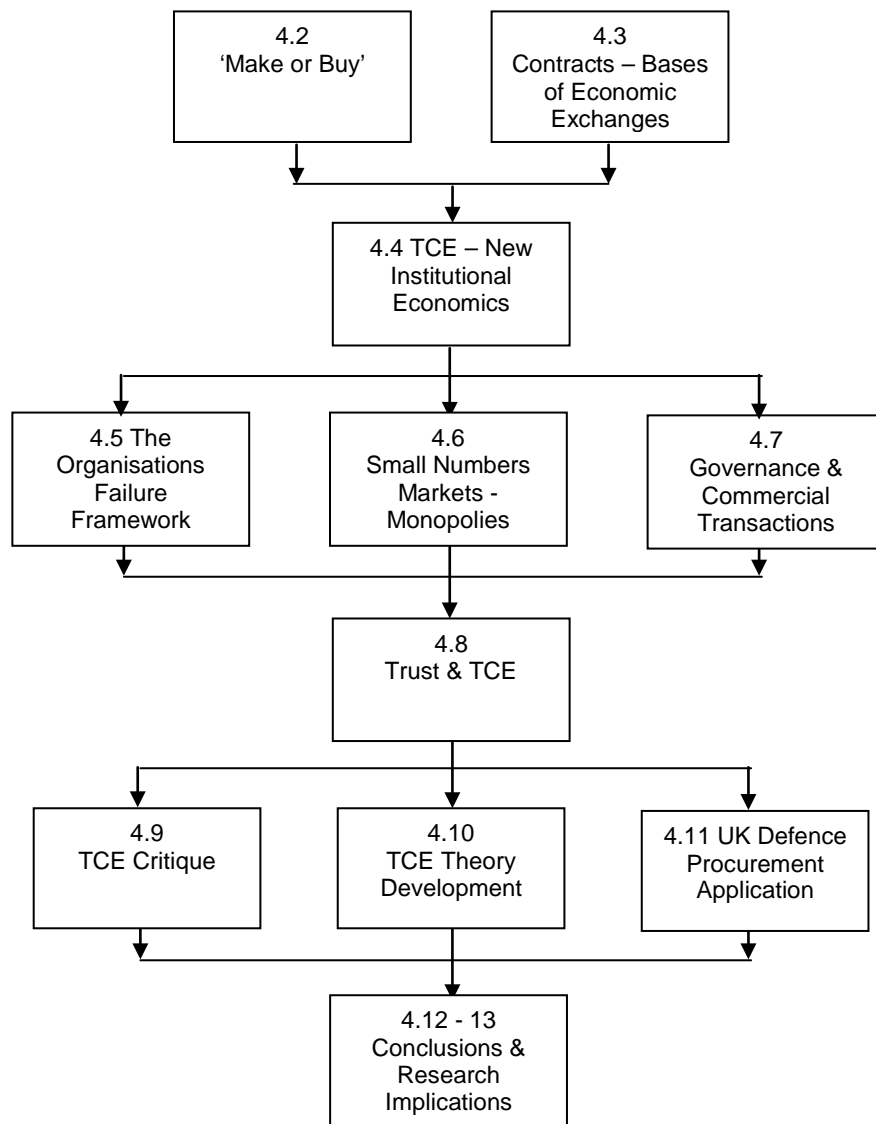 4.2
‘Make or Buy’
4.3
Contracts – Bases
of Economic
Exchanges
4.4 TCE – New
Institutional
Economics
4.5 The
Organisations
Failure
Framework
4.6
Small Numbers
Markets -
Monopolies
4.7
Governance &
Commercial
Transactions
4.8
Trust & TCE
4.9
TCE Critique
4.10
TCE Theory
Development
4.11 UK Defence
Procurement
Application
4.12 - 13
Conclusions &
Research
Implications